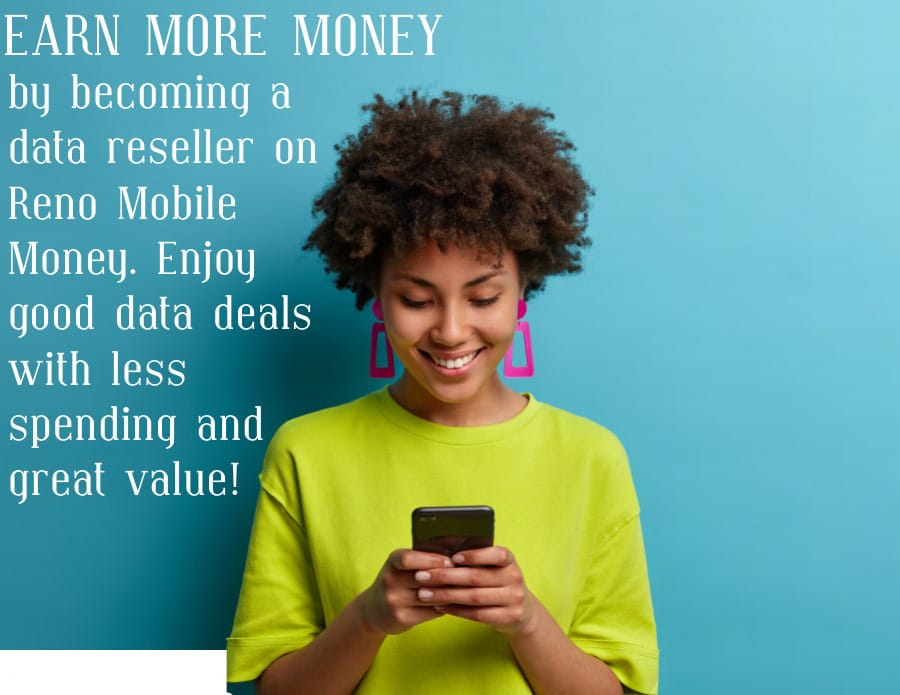 EARN MORE MONEY
by becoming a
data reseller on
Reno Mobile
Money. Enjoy
good data deals
with less
spending and
great value!